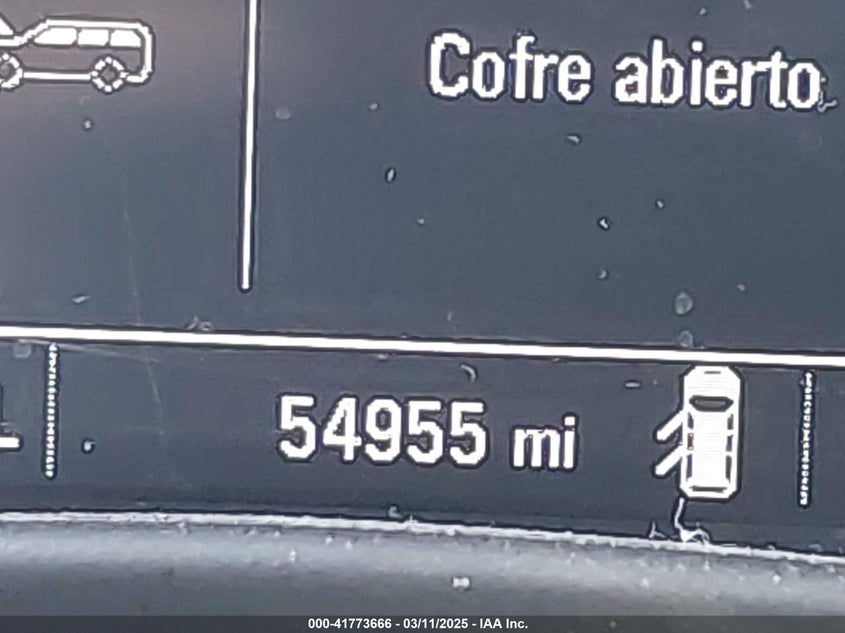 Cofre abierto
54955 mi
000-41773666 - 03/11/2025 - IAA Inc.